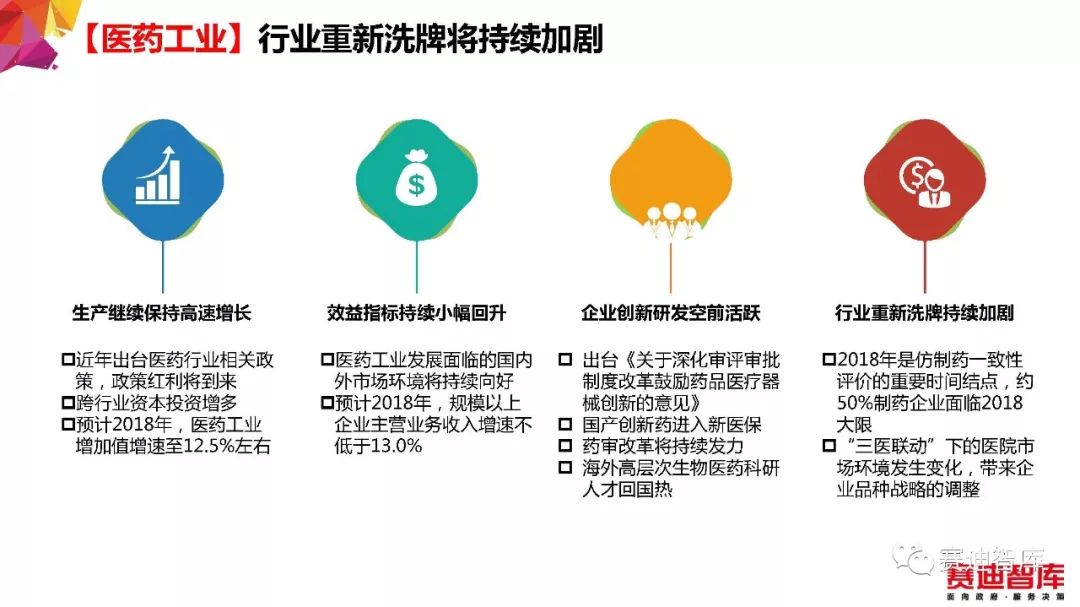 【医药工业】行业重新洗牌将持续加剧
$
$
生产继续保持高速增长
近年出台医药行业相关政
策，政策红利将到来
跨行业资本投资增多
预计2018年，医药工业
增加值增速至12.5%左右
效益指标持续小幅回升
医药工业发展面临的国内
外市场环境将持续向好
预计2018年，规模以上
企业主营业务收入增速不
低于13.0%
企业创新研发空前活跃
出台《关于深化审评审批
制度改革鼓励药品医疗器
械创新的意见》
国产创新药进入新医保
药审改革将持续发力
海外高层次生物医药科研
人才回国热
行业重新洗牌持续加剧
2018年是仿制药一致性
评价的重要时间结点，约
50%制药企业面临2018
大限
“三医联动”下的医院市
场环境发生变化，带来企
业品种战略的调整
赛迪智库
赛迪智库
面向政府·服务决策